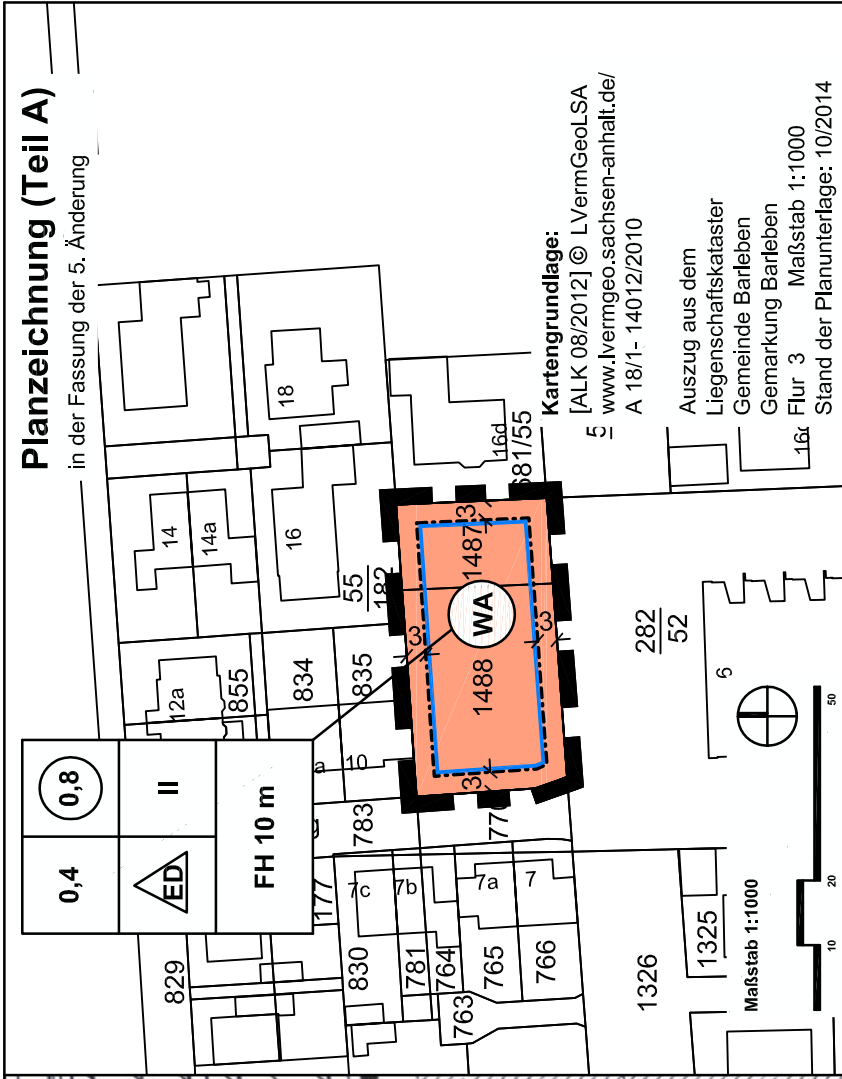 Planzeichnung (Teil A)
in der Fassung der 5. Änderung
0,4
0,8
ED
II
FH 10 m
WA
Kartengrundlage:
[ALK 08/2012] © LVermGeoLSA
www.lvermgeo.sachsen-anhalt.de/
A 18/1- 14012/2010
Auszug aus dem
Liegenschaftskataster
Gemeinde Barleben
Gemarkung Barleben
Flur 3 Maßstab 1:1000
Stand der Planunterlage: 10/2014
829
177
12a
14
14a
855
834
835
16
18
55
182
a
10
783
830
7c
7b
781
764
763
765
7a
766
7
1488
1487
3
3
3
3
16d
681/55
282
52
6
1326
1325
Maßstab 1:1000
10
20
50